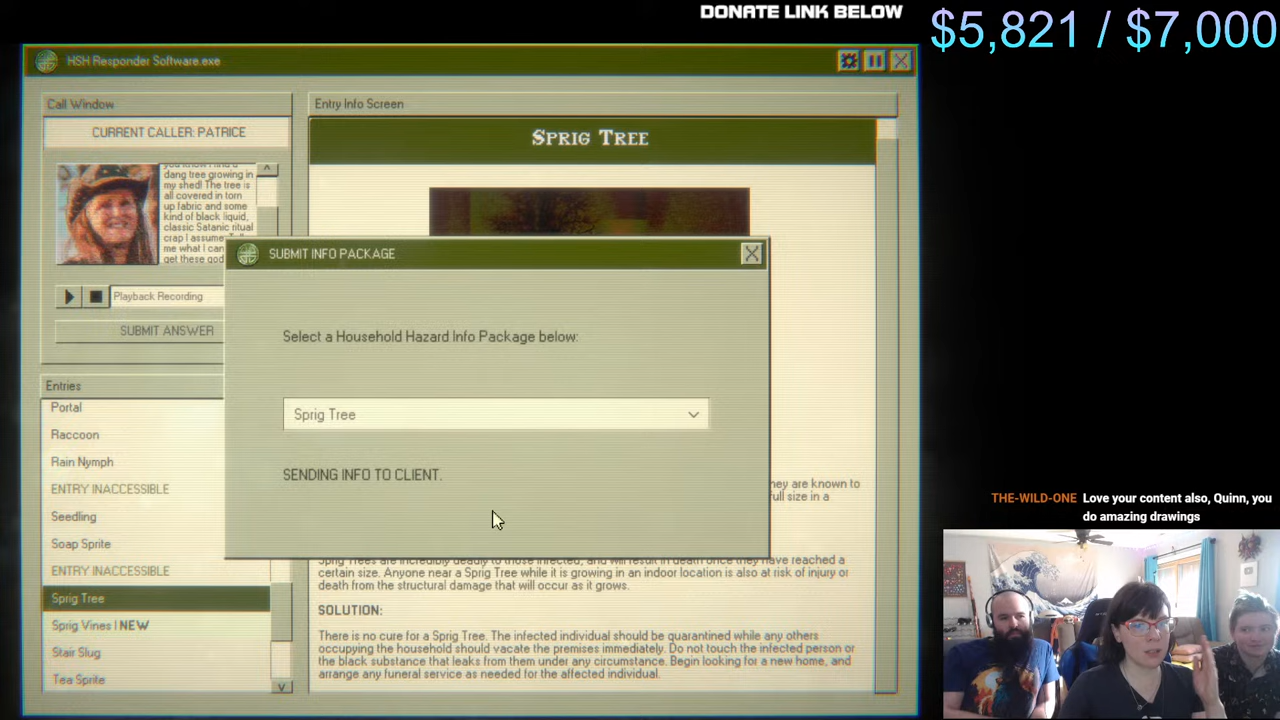 DONATE LINK BELOW
$5,821 / $7,000
HSH Responder Software.exe
Call Window
CURRENT CALLER: PATRICE
you know I find a
dang tree growing in
my shed! The tree is
all covered in torn
up fabric and some
kind of black liquid,
classic Satanic ritual
crap I assume.
me what I can
get these god
Playback Recording
SUBMIT ANSWER
Entries
Portal
Raccoon
Rain Nymph
ENTRY INACCESSIBLE
Seedling
Soap Sprite
ENTRY INACCESSIBLE
Sprig Tree
Sprig Vines | NEW
Stair Slug
Tea Sprite
Entry Info Screen
SPRIG TREE
SUBMIT INFO PACKAGE
Select a Household Hazard Info Package below:
Sprig Tree
SENDING INFO TO CLIENT.
hey are known to
full size in a
Sprig Trees are incredibly deadly to those infected, and will result in death once they have reached a
certain size. Anyone near a Sprig Tree while it is growing in an indoor location is also at risk of injury or
death from the structural damage that will occur as it grows.
SOLUTION:
There is no cure for a Sprig Tree. The infected individual should be quarantined while any others
occupying the household should vacate the premises immediately. Do not touch the infected person or
the black substance that leaks from them under any circumstance. Begin looking for a new home, and
arrange any funeral service as needed for the affected individual.
THE-WILD-ONE Love your content also, Quinn, you
do amazing drawings